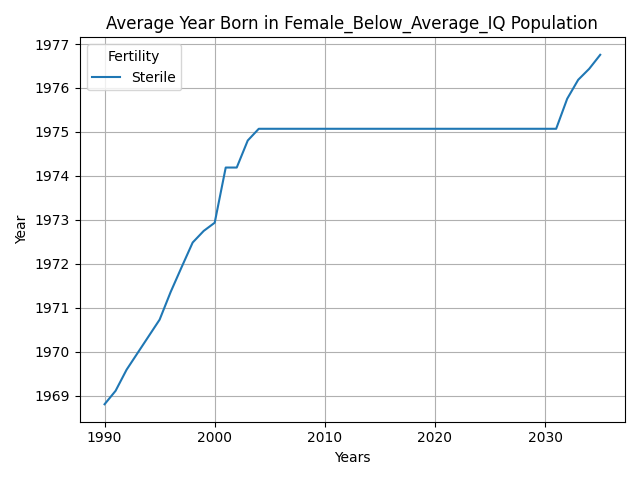 Average Year Born in Female_Below_Average_IQ Population
Fertility
Sterile
Year
1977
1976
1975
1974
1973
1972
1971
1970
1969
1990 2000 2010 2020 2030
Years